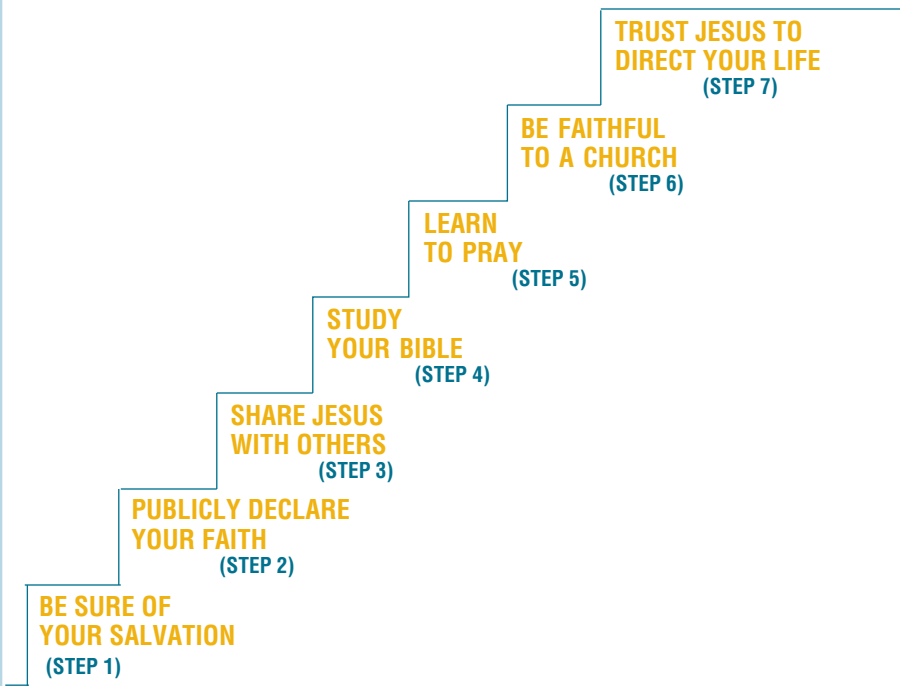 TRUST JESUS TO
DIRECT YOUR LIFE
(STEP 7)
BE FAITHFUL
TO A CHURCH
(STEP 6)
LEARN
TO PRAY
(STEP 5)
STUDY
YOUR BIBLE
(STEP 4)
SHARE JESUS
WITH OTHERS
(STEP 3)
PUBLICLY DECLARE
YOUR FAITH
(STEP 2)
BE SURE OF
YOUR SALVATION
(STEP 1)